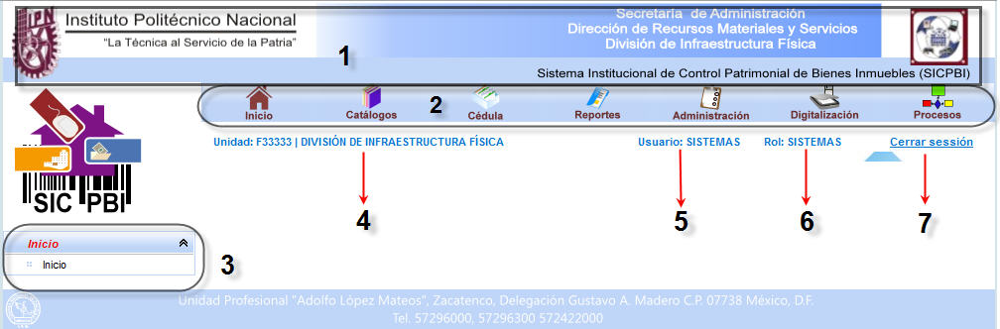 IPN
Instituto Politécnico Nacional
"La Técnica al Servicio de la Patria"
Secretaría de Administración
Dirección de Recursos Materiales y Servicios
División de Infraestructura Física
1
Sistema Institucional de Control Patrimonial de Bienes Inmuebles (SICPBI)
2
Inicio
Catálogos
Cédula
Reportes
Administración
Digitalización
Procesos
Unidad: F33333 | DIVISIÓN DE INFRAESTRUCTURA FÍSICA
Usuario: SISTEMAS
Rol: SISTEMAS
Cerrar sessión
SIC PBI
4
5
6
7
Inicio
Inicio
3
Unidad Profesional "Adolfo López Mateos", Zacatenco, Delegación Gustavo A. Madero C.P. 07738 México, D.F.
Tel. 57296000, 57296300 572422000